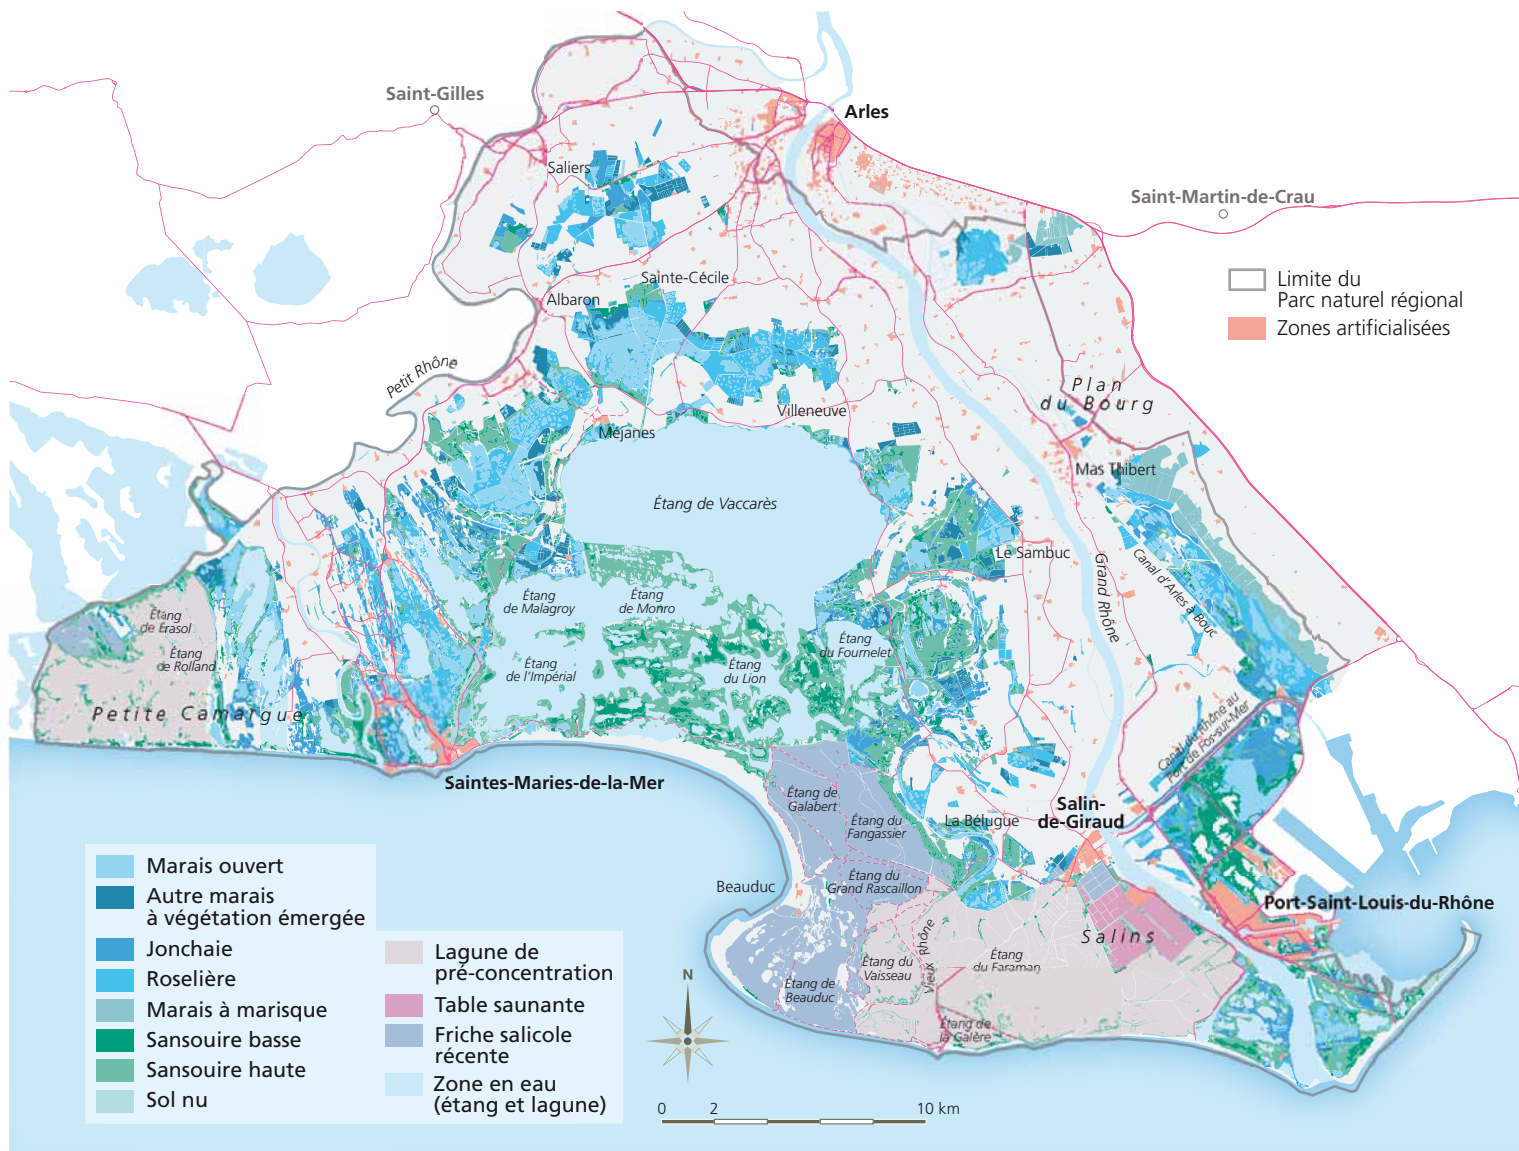 Saint-Gilles
Arles
Saliers
Saint-Martin-de-Crau
Sainte-Cécile
Albaron
Limite du
Parc naturel régional
Zones artificialisées
Petit Rhône
Plan
du Bourg
Villeneuve
Méjanes
Mas Thibert
Étang de Vaccarès
Le Sambuc
Grand Rhône
Canal d'Arles à Bouc
Étang
de Malagroy
Étang
de Monro
Étang
de Érasol
Étang
de Rolland
Étang
du Fournelet
Étang
de l'Impérial
Étang
du Lion
Petite Camargue
Canal du Rhône au
Port de Fos-sur-Mer
Saintes-Maries-de-la-Mer
Étang de
Galabert
Étang du
Fangassier
La Bélugue
Salin-
de-Giraud
Étang du
Grand Rascaillon
Beauduc
Port-Saint-Louis-du-Rhône
Salins
Vieux Rhône
Étang
du Faraman
Étang du
Vaisseau
Étang de
Beauduc
Étang de
la Galère
Marais ouvert
Autre marais
à végétation émergée
Jonchaie
Roselière
Marais à marisque
Sansouire basse
Sansouire haute
Sol nu
Lagune de
pré-concentration
Table saunante
Friche salicole
récente
Zone en eau
(étang et lagune)
N
0 2 10 km